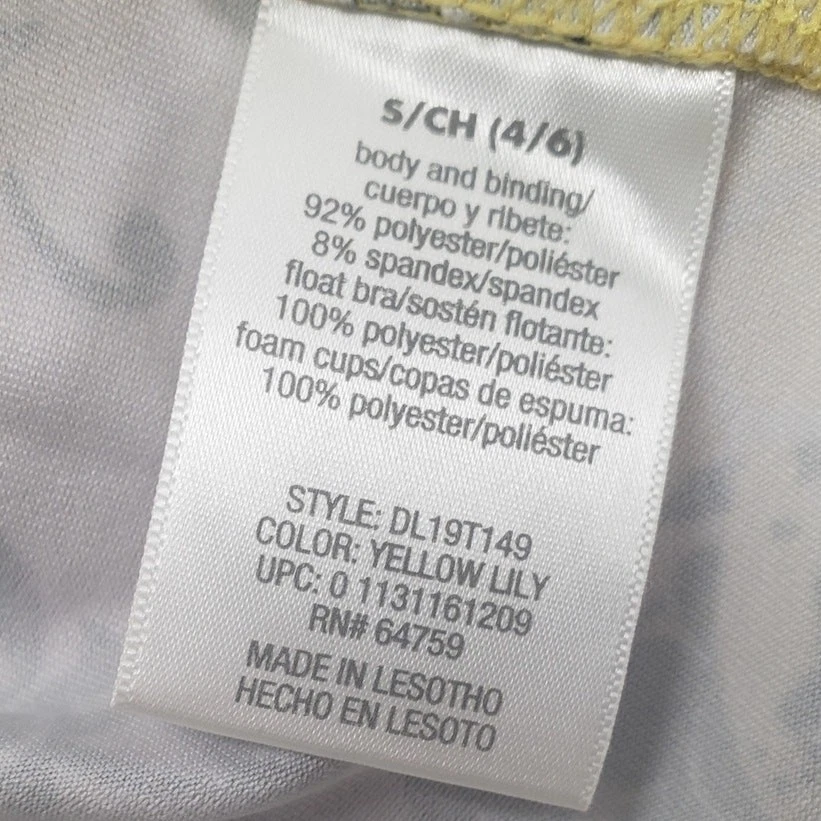 S/CH (4/6)
body and binding/
cuerpo y ribete:
92% polyester/poliéster
8% spandex/spandex
float bra/sostén flotante:
100% polyester/poliéster
foam cups/copas de espuma:
100% polyester/poliéster
STYLE: DL19T149
COLOR: YELLOW LILY
UPC: 0 1131161209
RN# 64759
MADE IN LESOTHO
HECHO EN LESOTO